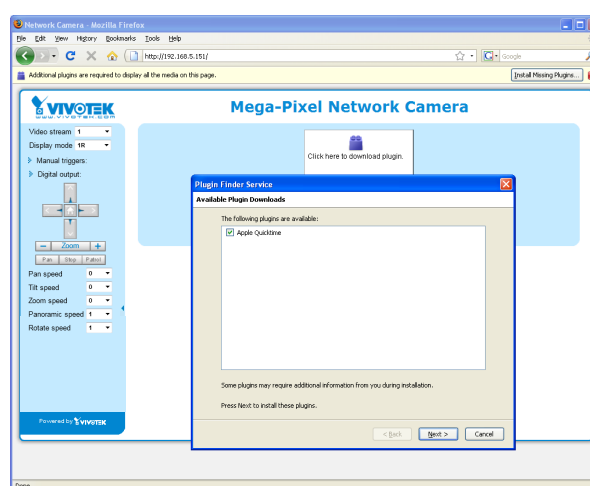 Network Camera - Mozilla Firefox
File Edit View History Bookmarks Tools Help
http://192.168.5.151/
Google
Additional plugins are required to display all the media on this page.
Install Missing Plugins...
VIVOTEK
www.vivotek.com
Mega-Pixel Network Camera
Video stream 1
Display mode 1R
Manual triggers:
Digital output:
Click here to download plugin.
Zoom
Pan Stop Patrol
Pan speed 0
Tilt speed 0
Zoom speed 0
Panoramic speed 1
Rotate speed 1
Powered by VIVOTEK
Plugin Finder Service
Available Plugin Downloads
The following plugins are available:
Apple Quicktime
Some plugins may require additional information from you during installation.
Press Next to install these plugins.
< Back Next > Cancel
Done